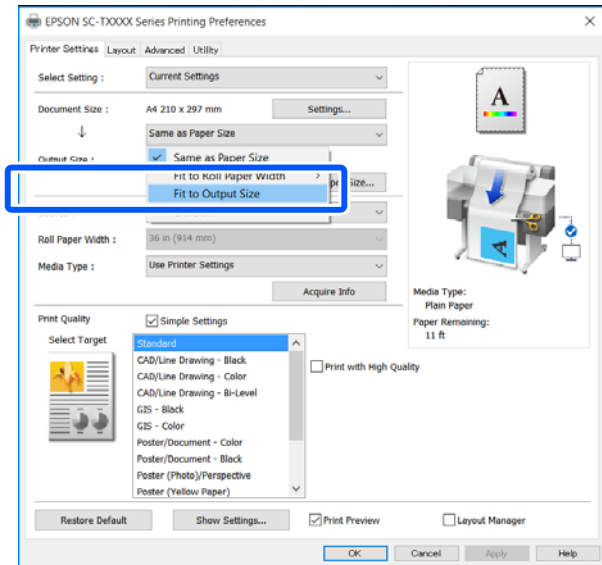 EPSON SC-TXXXX Series Printing Preferences
Printer Settings Layout Advanced Utility
Select Setting : Current Settings
Document Size : A4 210 x 297 mm Settings...
Same as Paper Size
Output Size : Same as Paper Size
Fit to Roll Paper Width
Size...
Fit to Output Size
Roll Paper Width : 36 in (914 mm)
Media Type : Use Printer Settings
Acquire Info
Print Quality Simple Settings
Select Target
Standard
CAD/Line Drawing - Black
CAD/Line Drawing - Color
CAD/Line Drawing - Bi-Level
GIS - Black
GIS - Color
Poster/Document - Color
Poster/Document - Black
Poster (Photo)/Perspective
Poster (Yellow Paper)
Print with High Quality
A
A
Media Type:
Plain Paper
Paper Remaining:
11 ft
Restore Default Show Settings... Print Preview Layout Manager
OK Cancel Apply Help